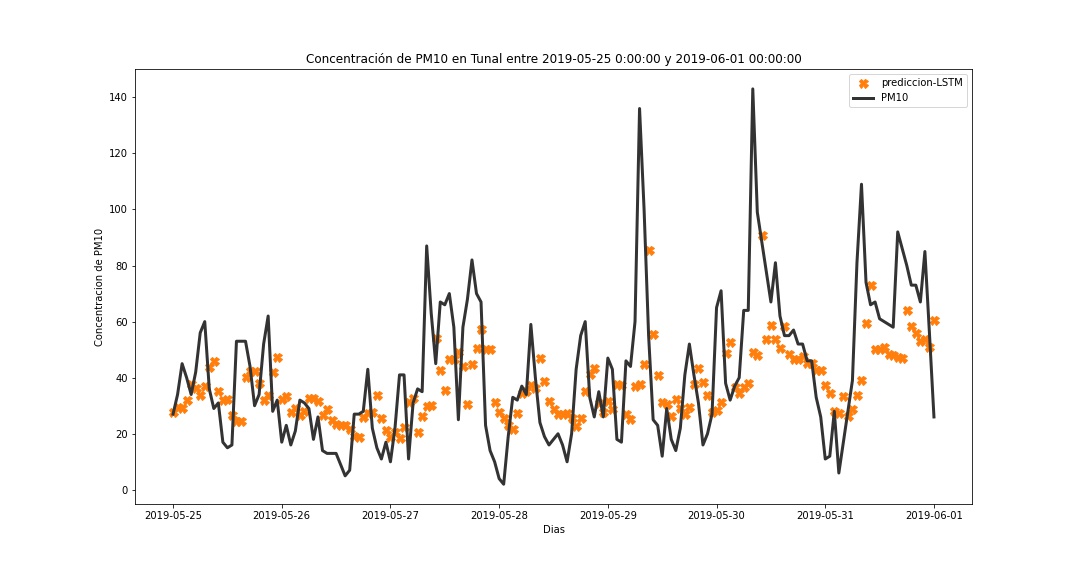 Concentración de PM10 en Tunal entre 2019-05-25 0:00:00 y 2019-06-01 00:00:00
prediccion-LSTM
PM10
Concentracion de PM10
140
120
100
80
60
40
20
0
2019-05-25 2019-05-26 2019-05-27 2019-05-28 2019-05-29 2019-05-30 2019-05-31 2019-06-01
Dias